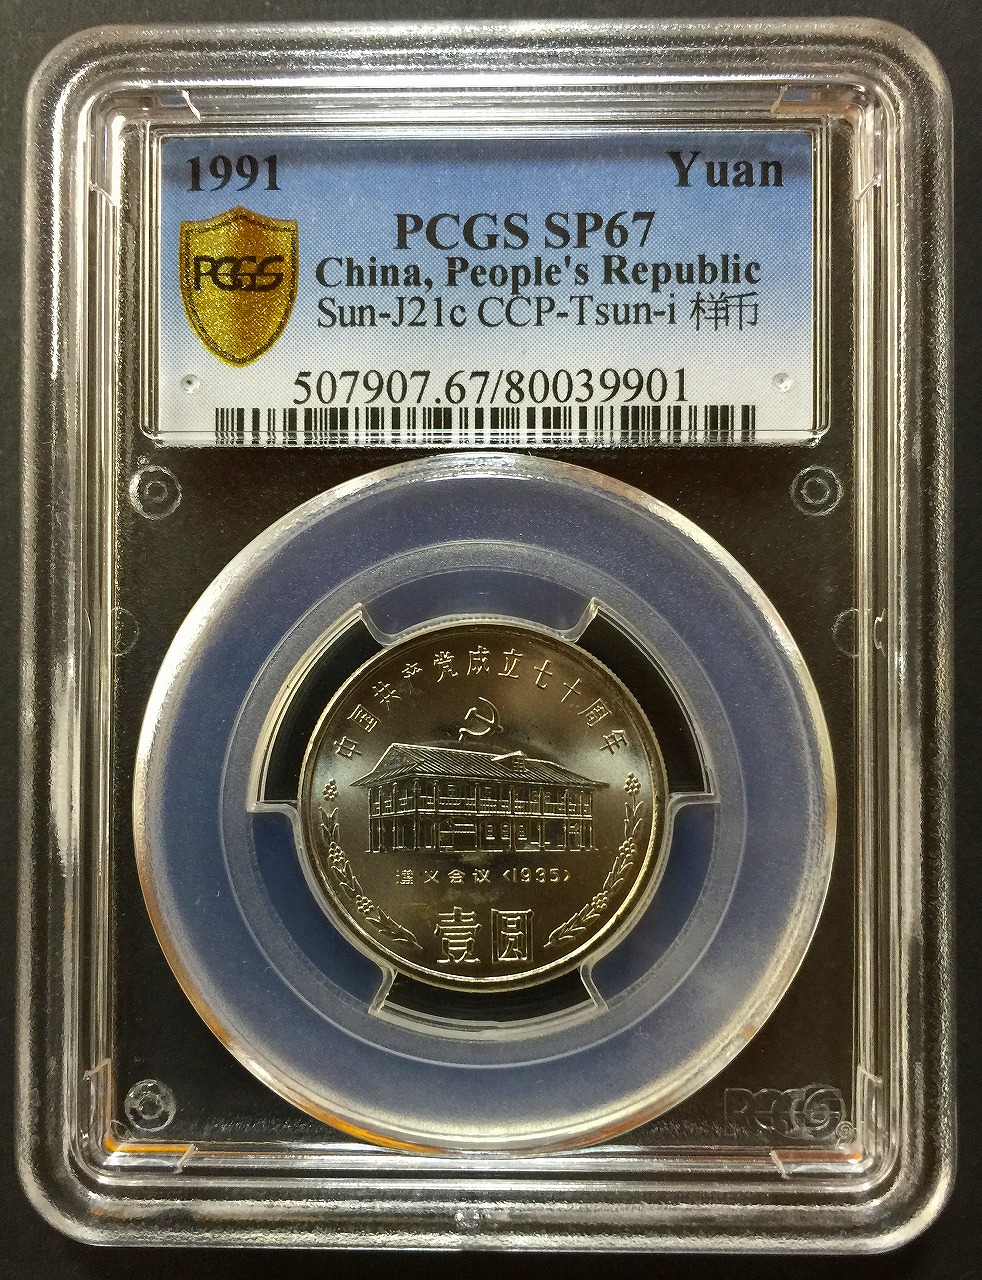 1991 Yuan
PCGS SP67
PCGS
China, People's Republic
Sun-J21c CCP-Tsun-i 样币
507907.67/80039901
中国共产党成立七十周年
遵义会议〈1935〉
壹圆
PCGS